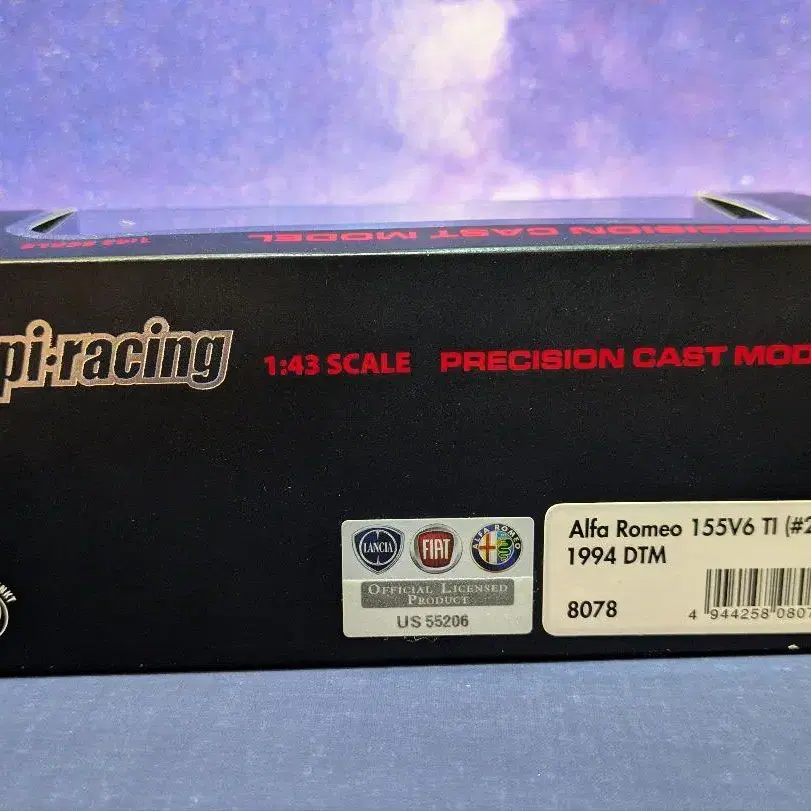 1:43 SCALE PRECISION CAST MODEL PRECISION
pi·racing 1:43 SCALE PRECISION CAST MOD
LANCIA FIAT ALFA ROMEO
OFFICIAL LICENSED
PRODUCT
US 55206
Alfa Romeo 155V6 TI (#2
1994 DTM
8078
4 944258 0807